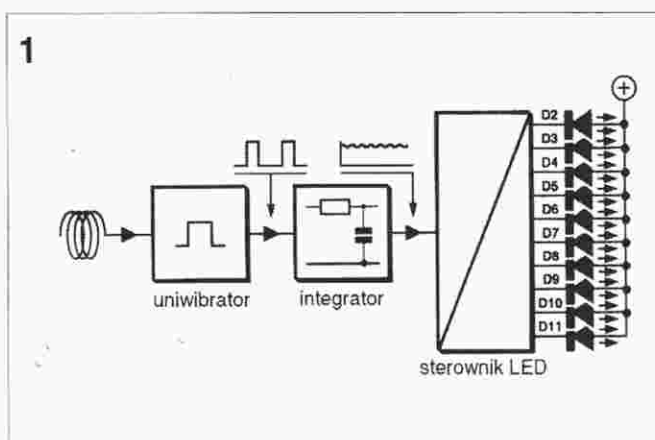 1
+
D2
D3
D4
D5
D6
D7
D8
D9
D10
D11
uniwibrator
integrator
sterownik LED